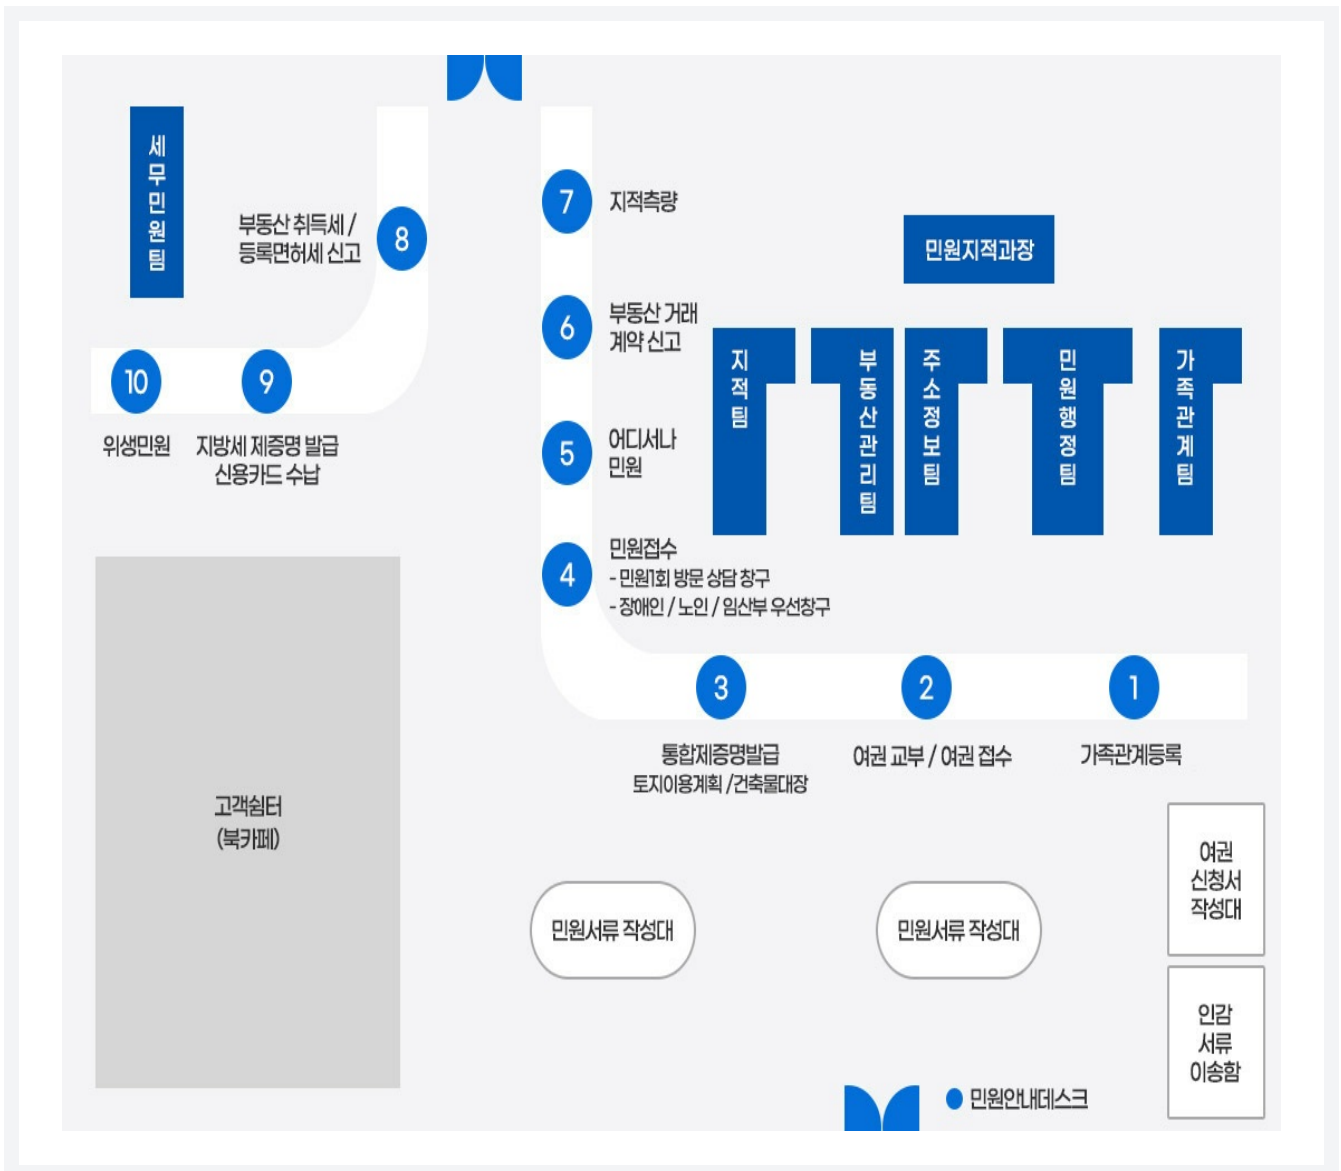 세무민원팀
부동산 취득세 /
등록면허세 신고
8
10
9
위생민원
지방세 제증명 발급
신용카드 수납
7
지적측량
6
부동산 거래
계약 신고
5
어디서나
민원
4
민원접수
- 민원1회 방문 상담 창구
- 장애인 / 노인 / 임산부 우선창구
민원지적과장
지적팀
부동산관리팀
주소정보팀
민원행정팀
가족관계팀
3
2
1
통합제증명발급
토지이용계획 /건축물대장
여권 교부 / 여권 접수
가족관계등록
고객쉼터
(북카페)
민원서류 작성대
민원서류 작성대
여권
신청서
작성대
인감
서류
이송함
민원안내데스크